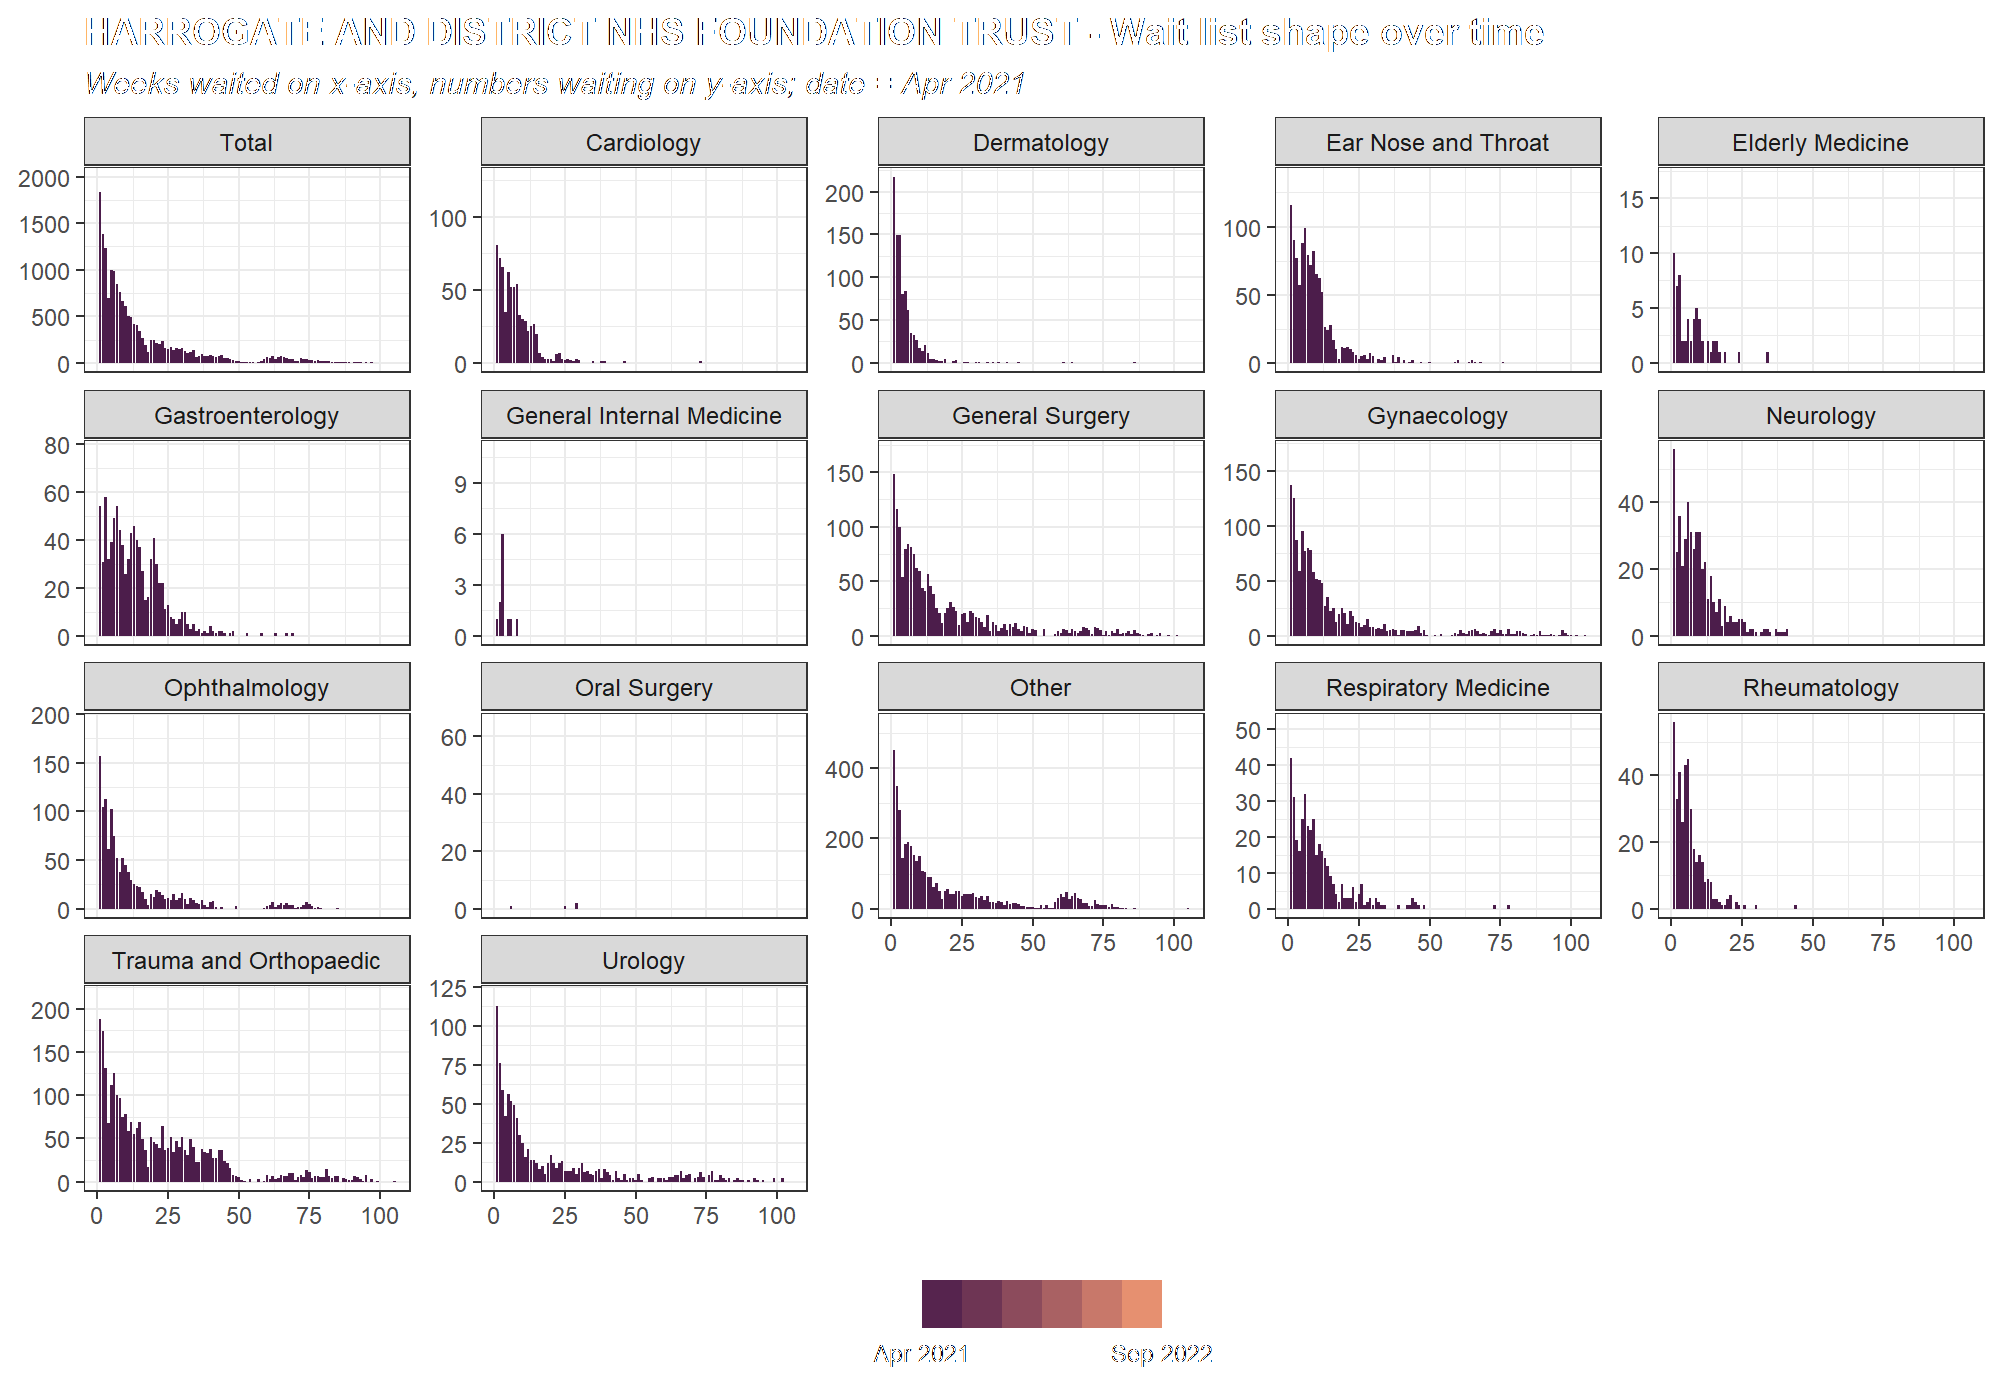 HARROGATE AND DISTRICT NHS FOUNDATION TRUST - Wait list shape over time
Weeks waited on x-axis, numbers waiting on y-axis; date = Apr 2021
Total
Cardiology
Dermatology
Ear Nose and Throat
Elderly Medicine
2000
1500
1000
500
0
100
50
0
200
150
100
50
0
100
50
0
15
10
5
0
Gastroenterology
General Internal Medicine
General Surgery
Gynaecology
Neurology
80
60
40
20
0
9
6
3
0
150
100
50
0
150
100
50
0
40
20
0
Ophthalmology
Oral Surgery
Other
Respiratory Medicine
Rheumatology
200
150
100
50
0
60
40
20
0
400
200
0
50
40
30
20
10
0
40
20
0
0 25 50 75 100
0 25 50 75 100
0 25 50 75 100
Trauma and Orthopaedic
Urology
200
150
100
50
0
125
100
75
50
25
0
0 25 50 75 100
0 25 50 75 100
Apr 2021
Sep 2022